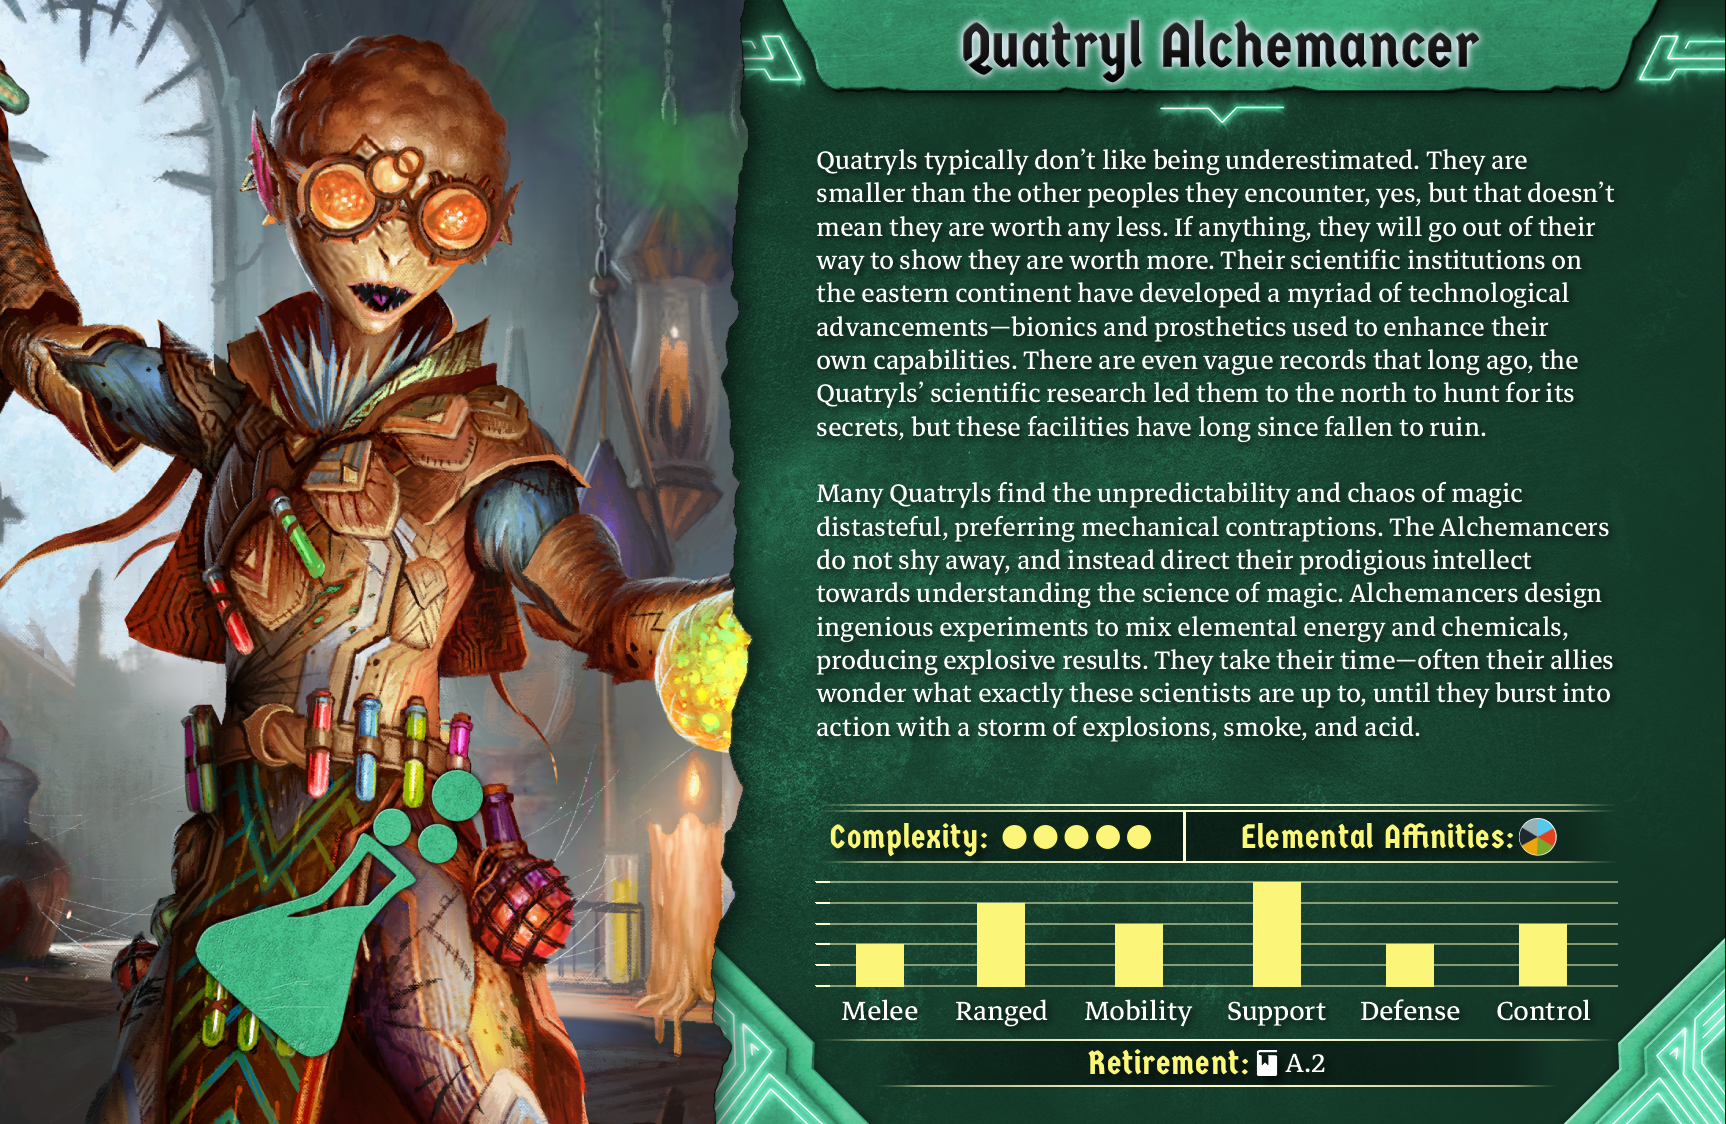 Quatryl Alchemancer
Quatryls typically don’t like being underestimated. They are
smaller than the other peoples they encounter, yes, but that doesn’t
mean they are worth any less. If anything, they will go out of their
way to show they are worth more. Their scientific institutions on
the eastern continent have developed a myriad of technological
advancements—bionics and prosthetics used to enhance their
own capabilities. There are even vague records that long ago, the
Quatryls’ scientific research led them to the north to hunt for its
secrets, but these facilities have long since fallen to ruin.
Many Quatryls find the unpredictability and chaos of magic
distasteful, preferring mechanical contraptions. The Alchemancers
do not shy away, and instead direct their prodigious intellect
towards understanding the science of magic. Alchemancers design
ingenious experiments to mix elemental energy and chemicals,
producing explosive results. They take their time—often their allies
wonder what exactly these scientists are up to, until they burst into
action with a storm of explosions, smoke, and acid.
Complexity:
Elemental Affinities:
Melee Ranged Mobility Support Defense Control
Retirement: A.2